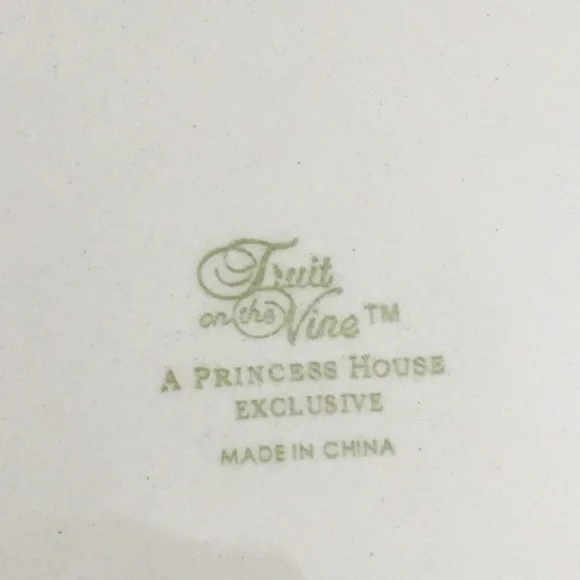 Fruit
on the Vine™
A PRINCESS HOUSE
EXCLUSIVE
MADE IN CHINA